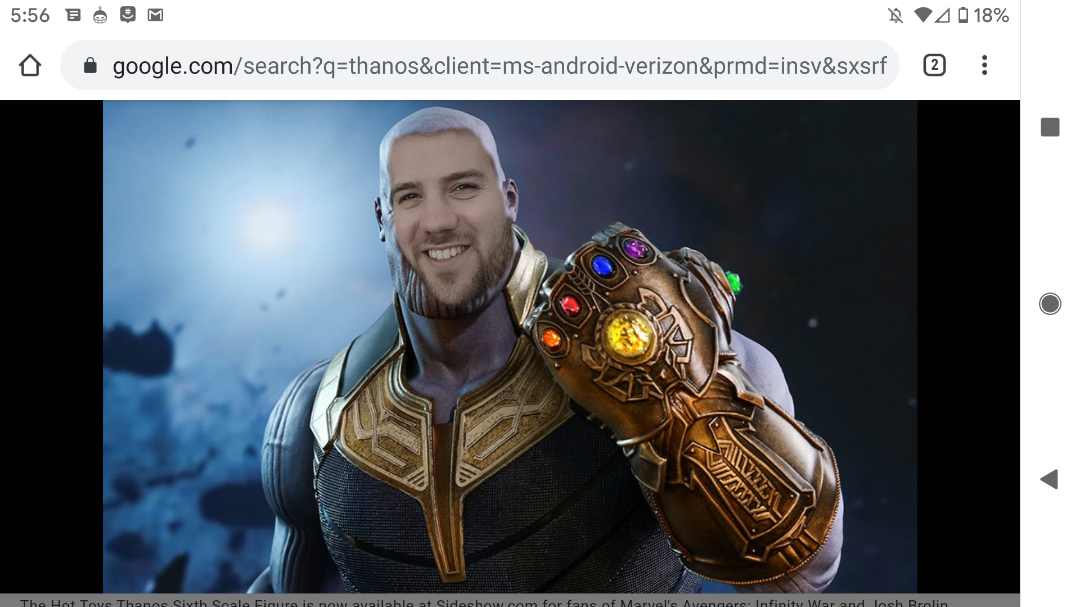 5:56
18%
google.com/search?q=thanos&client=ms-android-verizon&prmd=insv&sxsrf
2
The Hot Toys Thanos Sixth Scale Figure is now available at Sideshow.com for fans of Marvel's Avengers: Infinity War and Josh Brolin